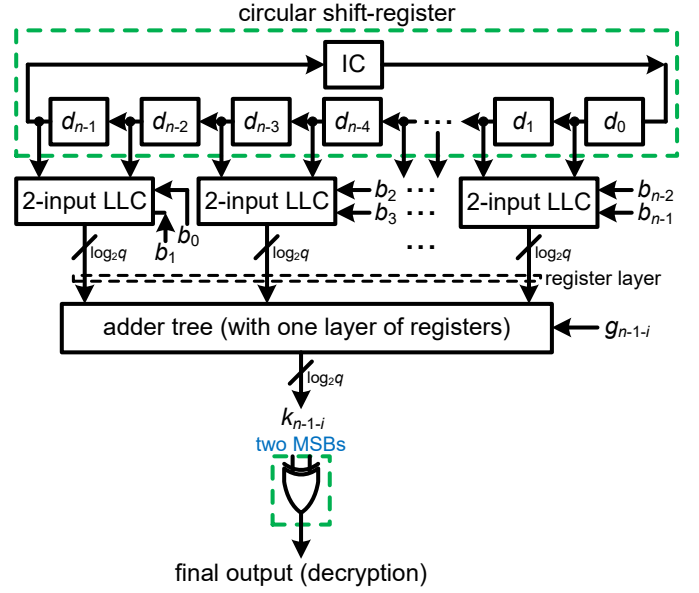 circular shift-register
IC
dn-1 dn-2 dn-3 dn-4 ··· d1 d0
2-input LLC b1 b0 2-input LLC b2 b3 ··· ··· 2-input LLC bn-2 bn-1
···
log2q log2q log2q
register layer
adder tree (with one layer of registers) gn-1-i
log2q
kn-1-i
two MSBs
final output (decryption)